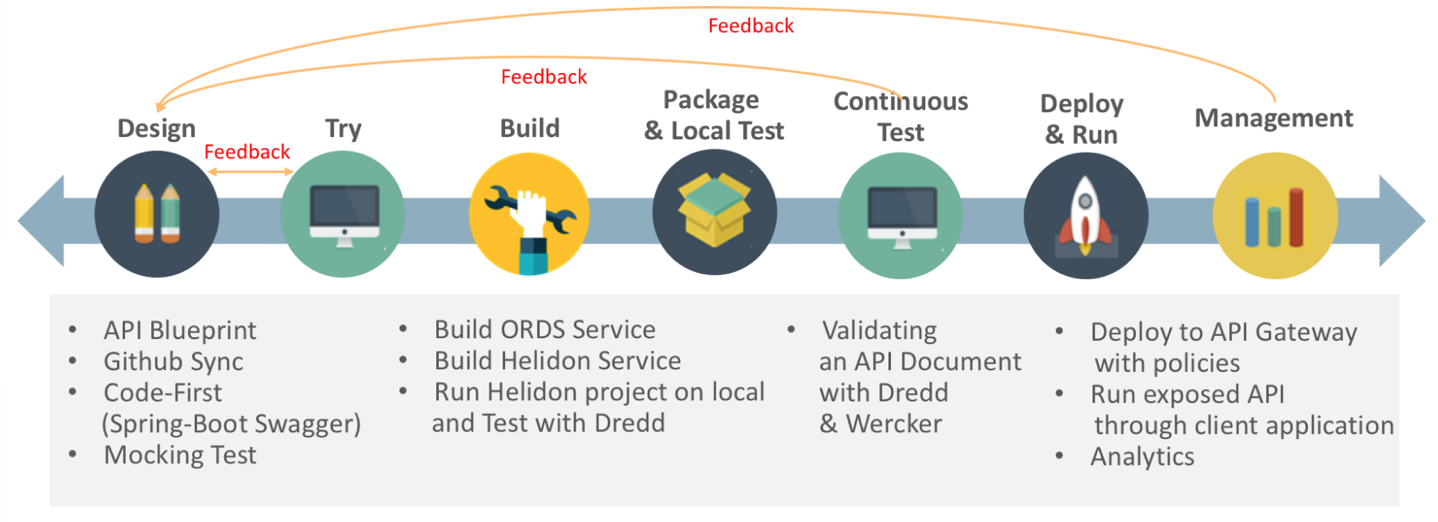 Feedback
Feedback
Design
Try
Build
Package
& Local Test
Continuous
Test
Deploy
& Run
Management
Feedback
• API Blueprint
• Github Sync
• Code-First
(Spring-Boot Swagger)
• Mocking Test
• Build ORDS Service
• Build Helidon Service
• Run Helidon project on local
and Test with Dredd
• Validating
an API Document
with Dredd
& Wercker
• Deploy to API Gateway
with policies
• Run exposed API
through client application
• Analytics